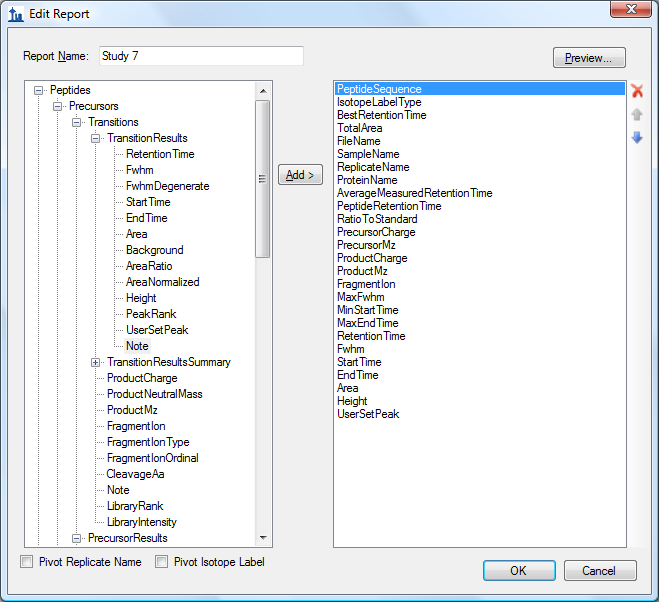 Edit Report
Report Name: Study 7
Preview...
Peptides
Precursors
Transitions
TransitionResults
RetentionTime
Fwhm
FwhmDegenerate
StartTime
EndTime
Area
Background
AreaRatio
AreaNormalized
Height
PeakRank
UserSetPeak
Note
TransitionResultsSummary
ProductCharge
ProductNeutralMass
ProductMz
FragmentIon
FragmentIonType
FragmentIonOrdinal
CleavageAa
Note
LibraryRank
LibraryIntensity
PrecursorResults
Add >
PeptideSequence
IsotopeLabelType
BestRetentionTime
TotalArea
FileName
SampleName
ReplicateName
ProteinName
AverageMeasuredRetentionTime
PeptideRetentionTime
RatioToStandard
PrecursorCharge
PrecursorMz
ProductCharge
ProductMz
FragmentIon
MaxFwhm
MinStartTime
MaxEndTime
RetentionTime
Fwhm
StartTime
EndTime
Area
Height
UserSetPeak
Pivot Replicate Name Pivot Isotope Label
OK Cancel